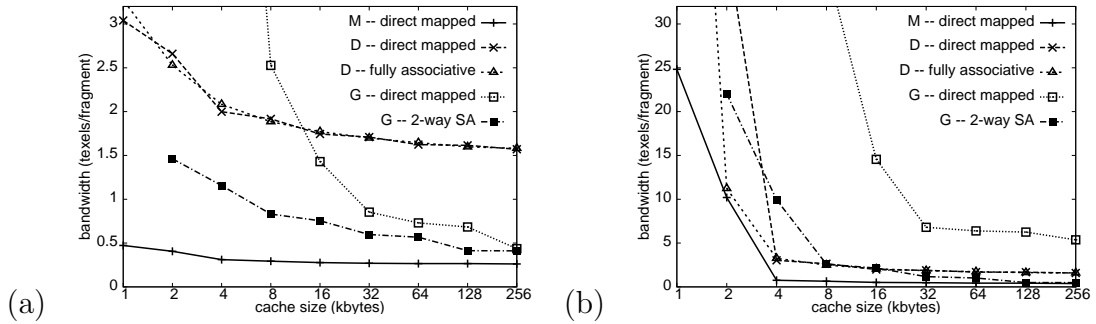 3
2.5
2
1.5
1
0.5
0
1 2 4 8 16 32 64 128 256
cache size (kbytes)
bandwidth (texels/fragment)
M -- direct mapped
D -- direct mapped
D -- fully associative
G -- direct mapped
G -- 2-way SA
(a)
30
25
20
15
10
5
0
1 2 4 8 16 32 64 128 256
cache size (kbytes)
bandwidth (texels/fragment)
M -- direct mapped
D -- direct mapped
D -- fully associative
G -- direct mapped
G -- 2-way SA
(b)